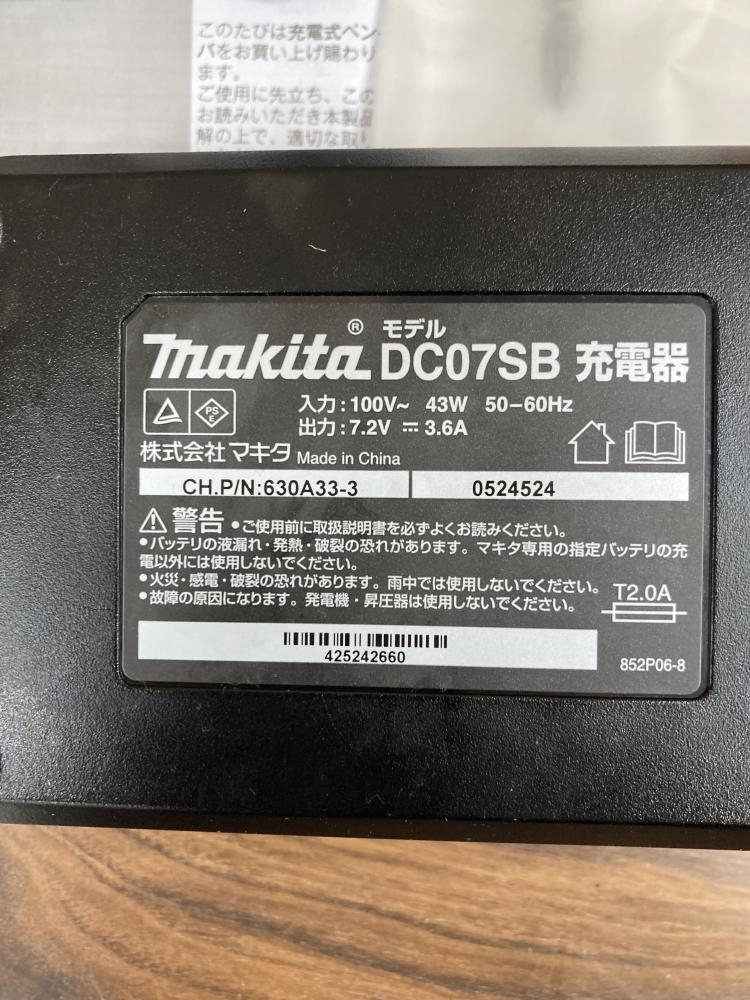 このたびは充電式ペン
パをお買い上げ賜わり
ます。
ご使用に先立ち、この
お読みいただき本製品
解の上で、適切な取り
makita® モデル DC07SB 充電器
PS E
入力：100V~ 43W 50−60Hz
出力：7.2V ⎓ 3.6A
株式会社マキタ Made in China
CH.P/N:630A33-3 0524524
⚠警告 ●ご使用前に取扱説明書を必ずよくお読みください。
●バッテリの液漏れ・発熱・破裂の恐れがあります。マキタ専用の指定バッテリの充
電以外には使用しないでください。
●火災・感電・破裂の恐れがあります。雨中では使用しないでください。
●故障の原因になります。発電機・昇圧器は使用しないでください。
T2.0A
425242660
852P06-8